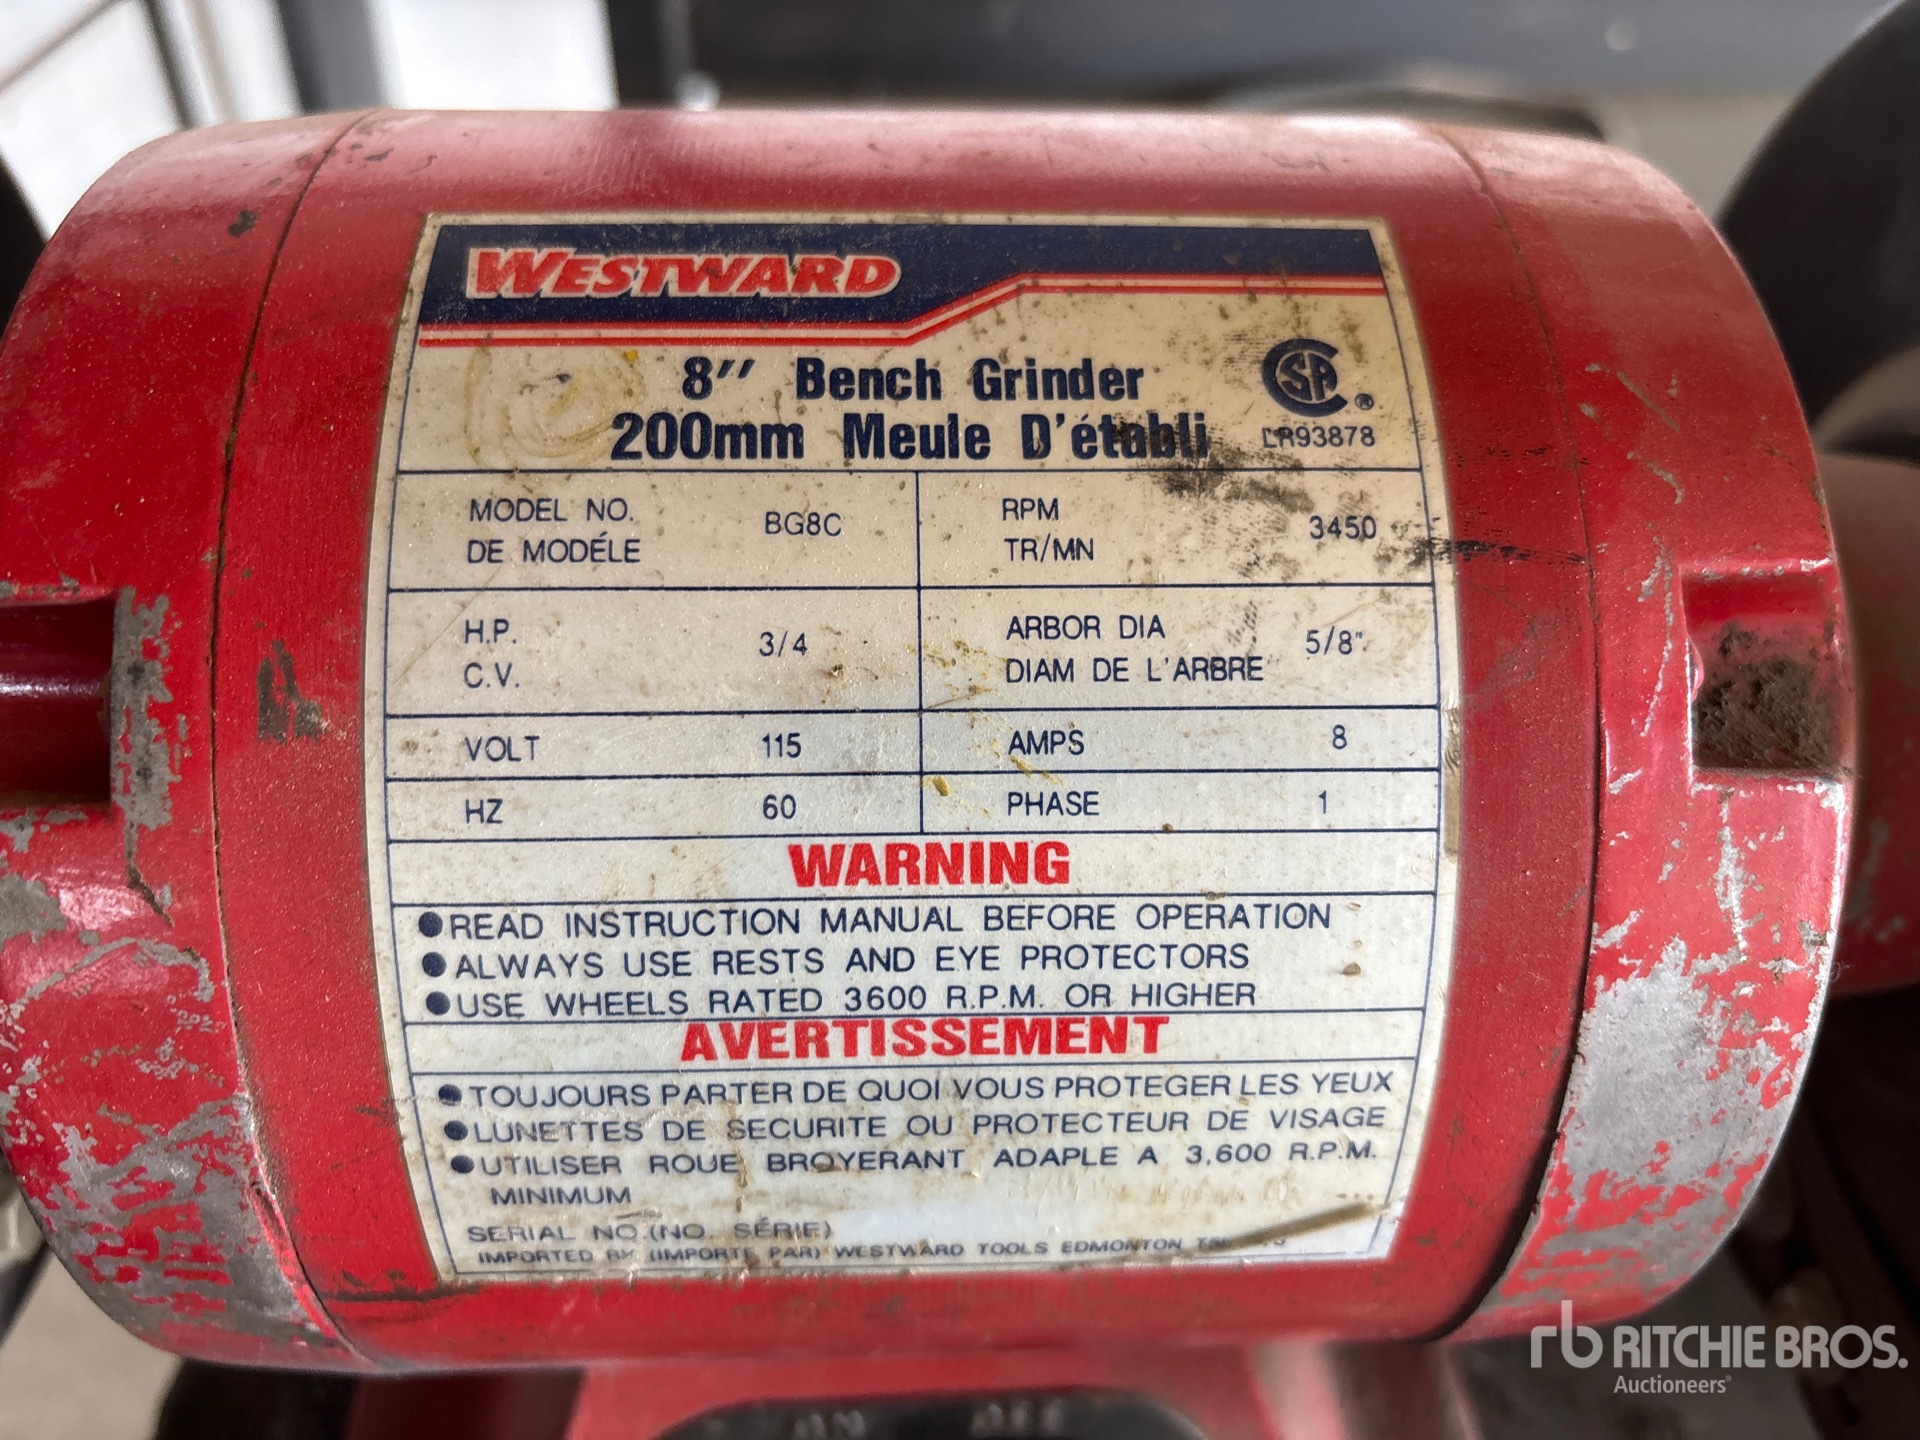 WESTWARD
8" Bench Grinder
200mm Meule D'établi
CSA ®
LR93878
MODEL NO. BG8C
DE MODÉLE
RPM 3450
TR/MN
H.P. 3/4
C.V.
ARBOR DIA 5/8"
DIAM DE L'ARBRE
VOLT 115
AMPS 8
HZ 60
PHASE 1
WARNING
●READ INSTRUCTION MANUAL BEFORE OPERATION
●ALWAYS USE RESTS AND EYE PROTECTORS
●USE WHEELS RATED 3600 R.P.M. OR HIGHER
AVERTISSEMENT
●TOUJOURS PARTER DE QUOI VOUS PROTEGER LES YEUX
●LUNETTES DE SECURITE OU PROTECTEUR DE VISAGE
●UTILISER ROUE BROYERANT ADAPLE A 3,600 R.P.M.
MINIMUM
SERIAL NO.(NO. SÉRIE)
IMPORTED BY (IMPORTE PAR) WESTWARD TOOLS EDMONTON
ON OFF
rb RITCHIE BROS.
Auctioneers